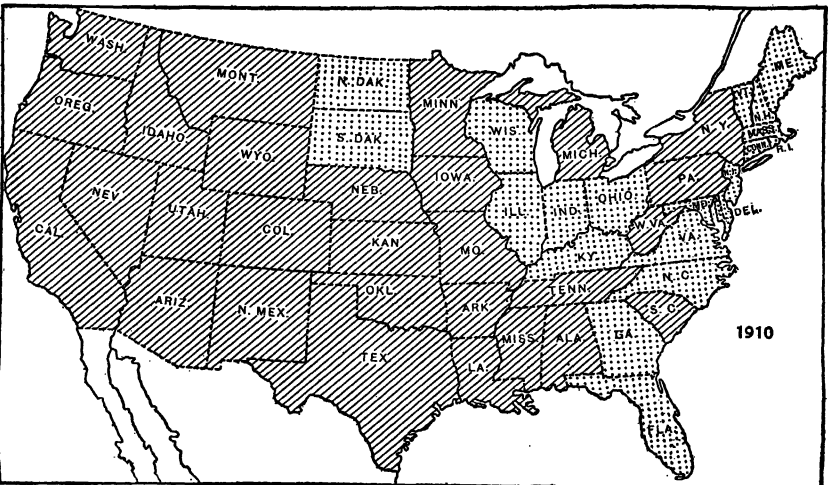 WASH.
MONT.
N. DAK.
MINN.
ME.
VT.
N.H.
OREG.
IDAHO.
S. DAK.
WIS.
MICH.
N.Y.
MASS.
CONN.
R.I.
WYO.
IOWA.
PA.
N.J.
NEV.
UTAH.
NEB.
ILL.
IND.
OHIO.
W.V.
MD.
DEL.
CAL.
COL.
KAN.
MO.
KY.
VA.
ARIZ.
N. MEX.
OKL.
ARK.
TENN.
N.C.
S.C.
TEX.
LA.
MISS.
ALA.
GA.
1910
FLA.